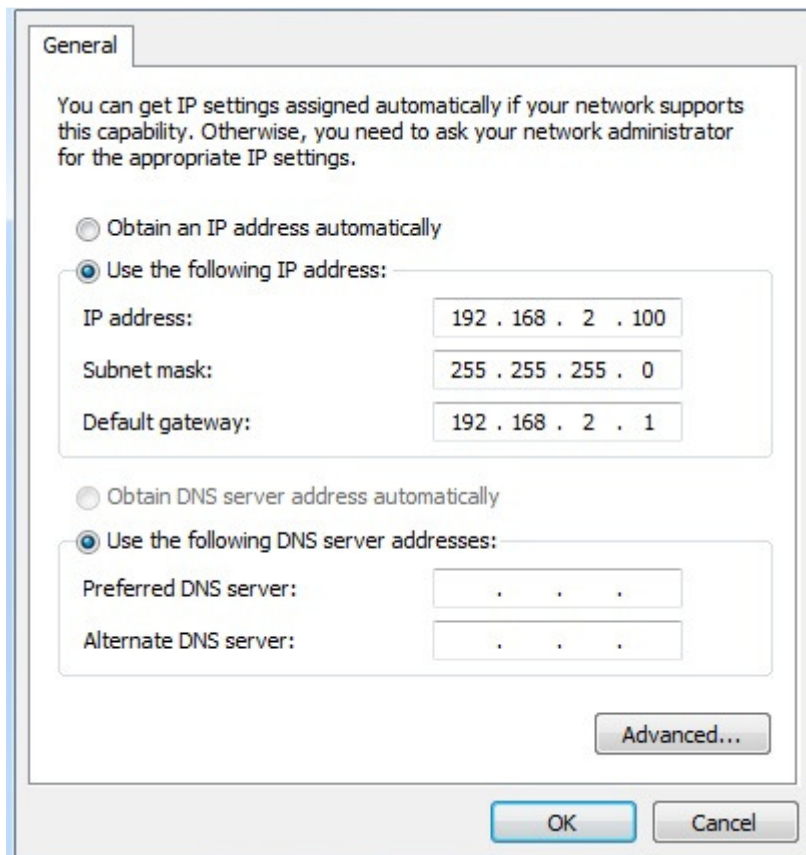 General
You can get IP settings assigned automatically if your network supports
this capability. Otherwise, you need to ask your network administrator
for the appropriate IP settings.
Obtain an IP address automatically
Use the following IP address:
IP address: 192 . 168 . 2 . 100
Subnet mask: 255 . 255 . 255 . 0
Default gateway: 192 . 168 . 2 . 1
Obtain DNS server address automatically
Use the following DNS server addresses:
Preferred DNS server: . . .
Alternate DNS server: . . .
Advanced...
OK Cancel